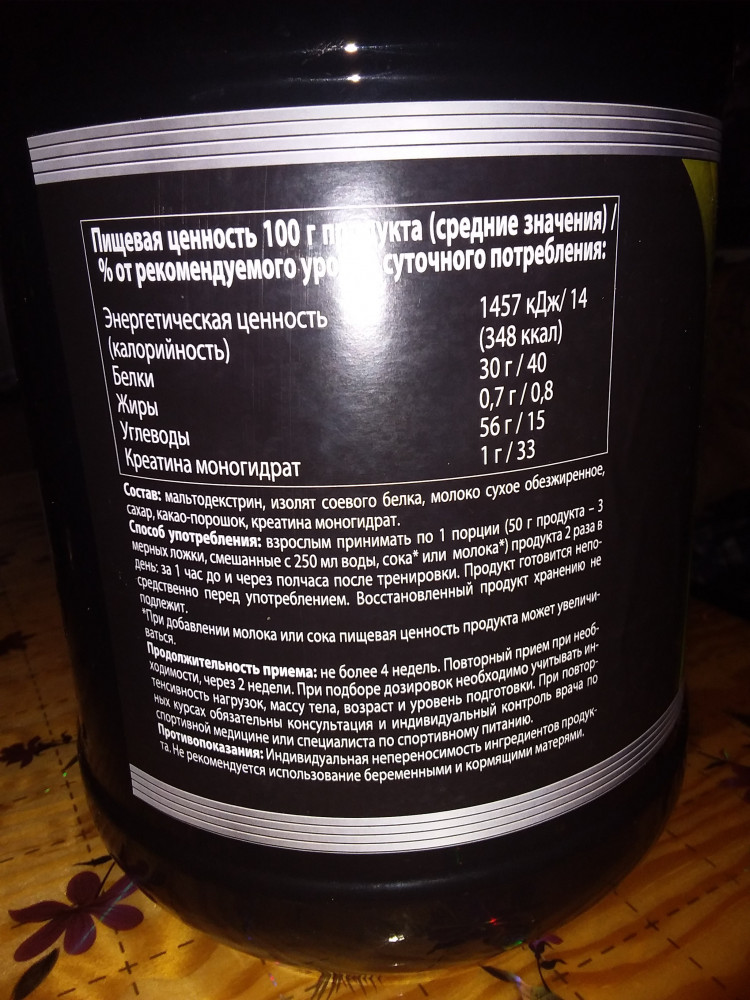 Пищевая ценность 100 г продукта (средние значения) /
% от рекомендуемого суточного потребления:
Энергетическая ценность 1457 кДж/ 14
(калорийность) (348 ккал)
Белки 30 г / 40
Жиры 0,7 г / 0,8
Углеводы 56 г / 15
Креатина моногидрат 1 г / 33
Состав: мальтодекстрин, изолят соевого белка, молоко сухое обезжиренное,
сахар, какао-порошок, креатина моногидрат.
Способ употребления: взрослым принимать по 1 порции (50 г продукта – 3
мерных ложки, смешанные с 250 мл воды, сока* или молока*) продукта 2 раза в
день: за 1 час до и через полчаса после тренировки. Продукт готовится непо-
средственно перед употреблением. Восстановленный продукт хранению не
подлежит.
*При добавлении молока или сока пищевая ценность продукта может увеличи-
ваться.
Продолжительность приема: не более 4 недель. Повторный прием при необ-
ходимости, через 2 недели. При подборе дозировок необходимо учитывать ин-
тенсивность нагрузок, массу тела, возраст и уровень подготовки. При повтор-
ных курсах обязательны консультация и индивидуальный контроль врача по
спортивной медицине или специалиста по спортивному питанию.
Противопоказания: Индивидуальная непереносимость ингредиентов продук-
та. Не рекомендуется использование беременными и кормящими матерями.